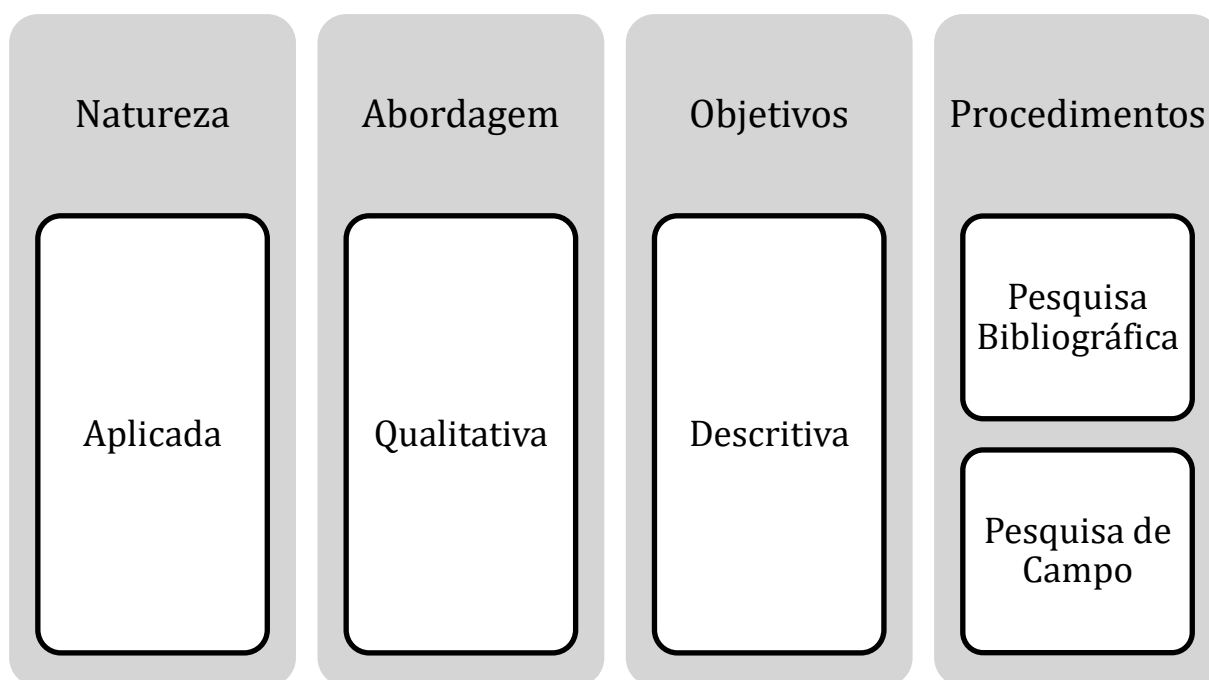 Natureza
Aplicada
Abordagem
Qualitativa
Objetivos
Descritiva
Procedimentos
Pesquisa
Bibliográfica
Pesquisa de
Campo